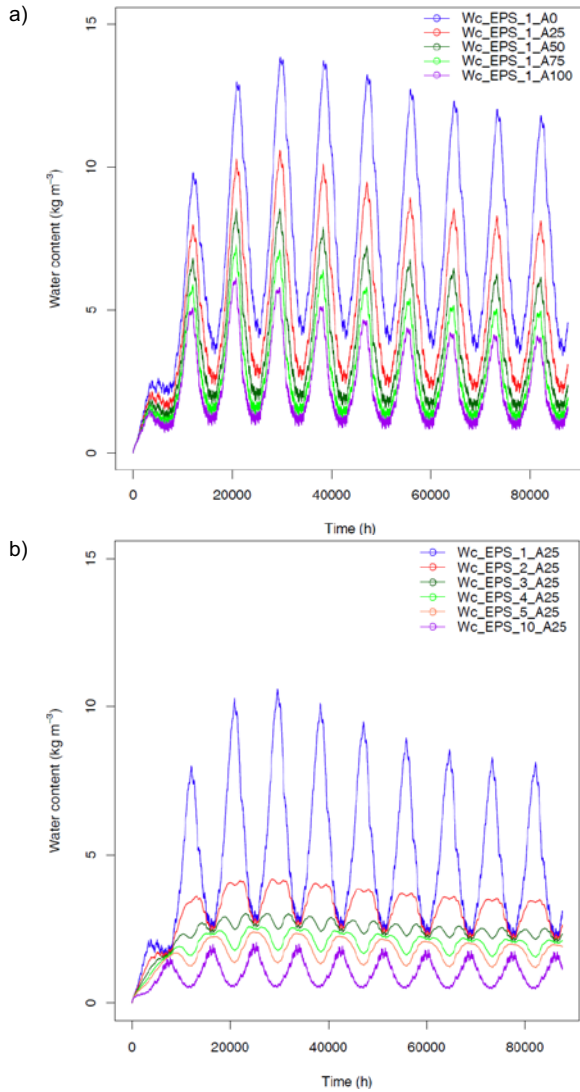 a)
Wc_EPS_1_A0
Wc_EPS_1_A25
Wc_EPS_1_A50
Wc_EPS_1_A75
Wc_EPS_1_A100
Water content (kg m⁻³)
15
10
5
0
0 20000 40000 60000 80000
Time (h)
b)
Wc_EPS_1_A25
Wc_EPS_2_A25
Wc_EPS_3_A25
Wc_EPS_4_A25
Wc_EPS_5_A25
Wc_EPS_10_A25
Water content (kg m⁻³)
15
10
5
0
0 20000 40000 60000 80000
Time (h)